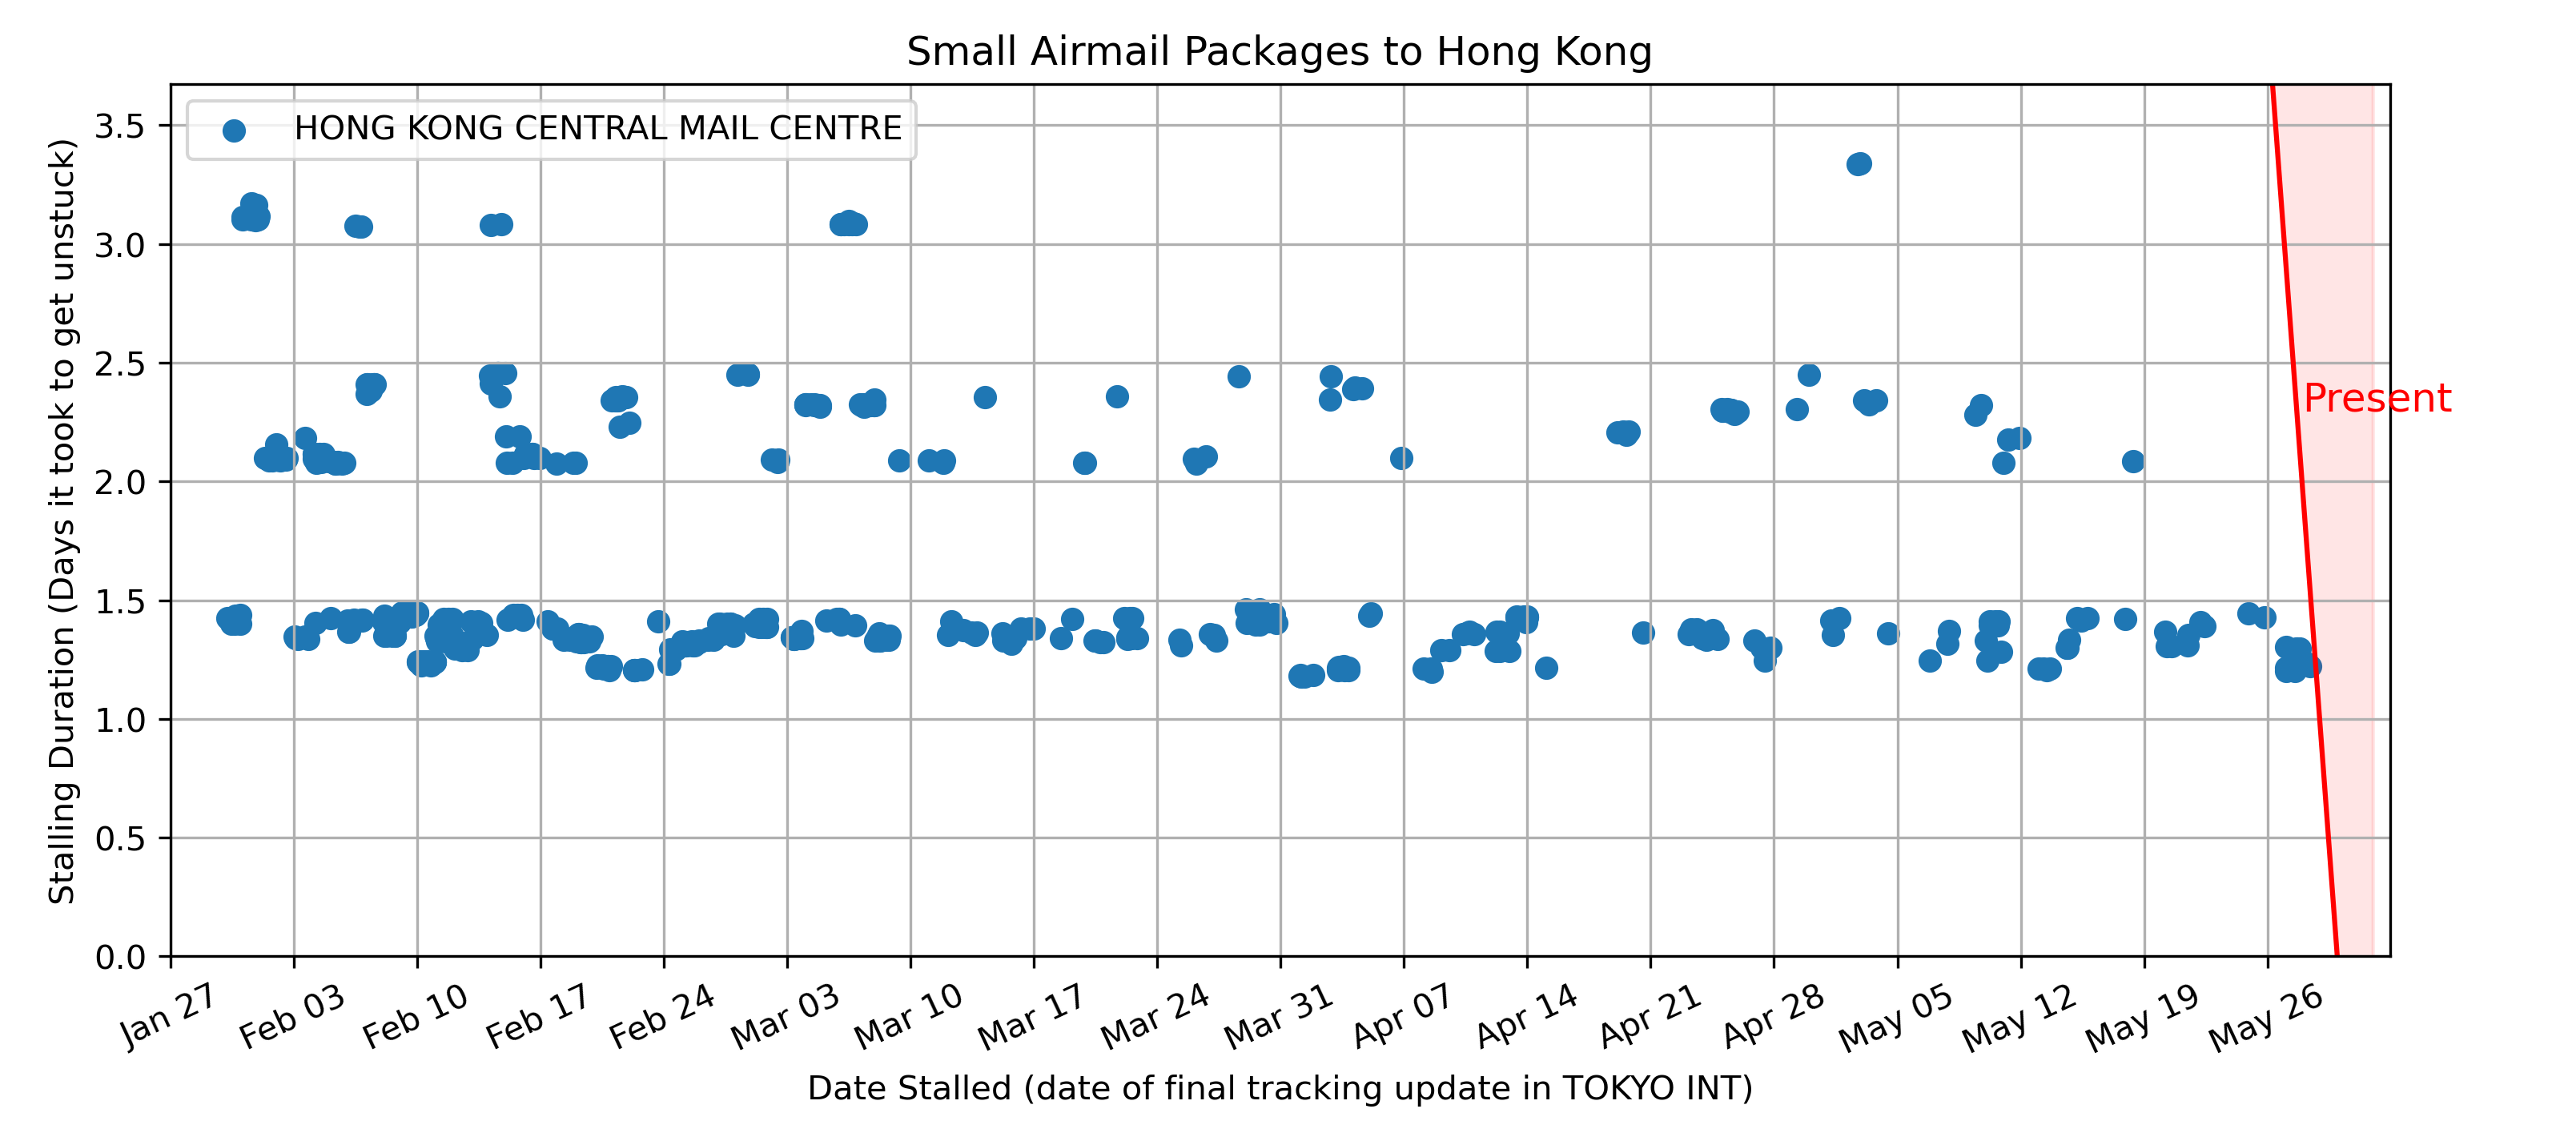 Small Airmail Packages to Hong Kong
HONG KONG CENTRAL MAIL CENTRE
Stalling Duration (Days it took to get unstuck)
3.5
3.0
2.5
2.0
1.5
1.0
0.5
0.0
Present
Jan 27
Feb 03
Feb 10
Feb 17
Feb 24
Mar 03
Mar 10
Mar 17
Mar 24
Mar 31
Apr 07
Apr 14
Apr 21
Apr 28
May 05
May 12
May 19
May 26
Date Stalled (date of final tracking update in TOKYO INT)